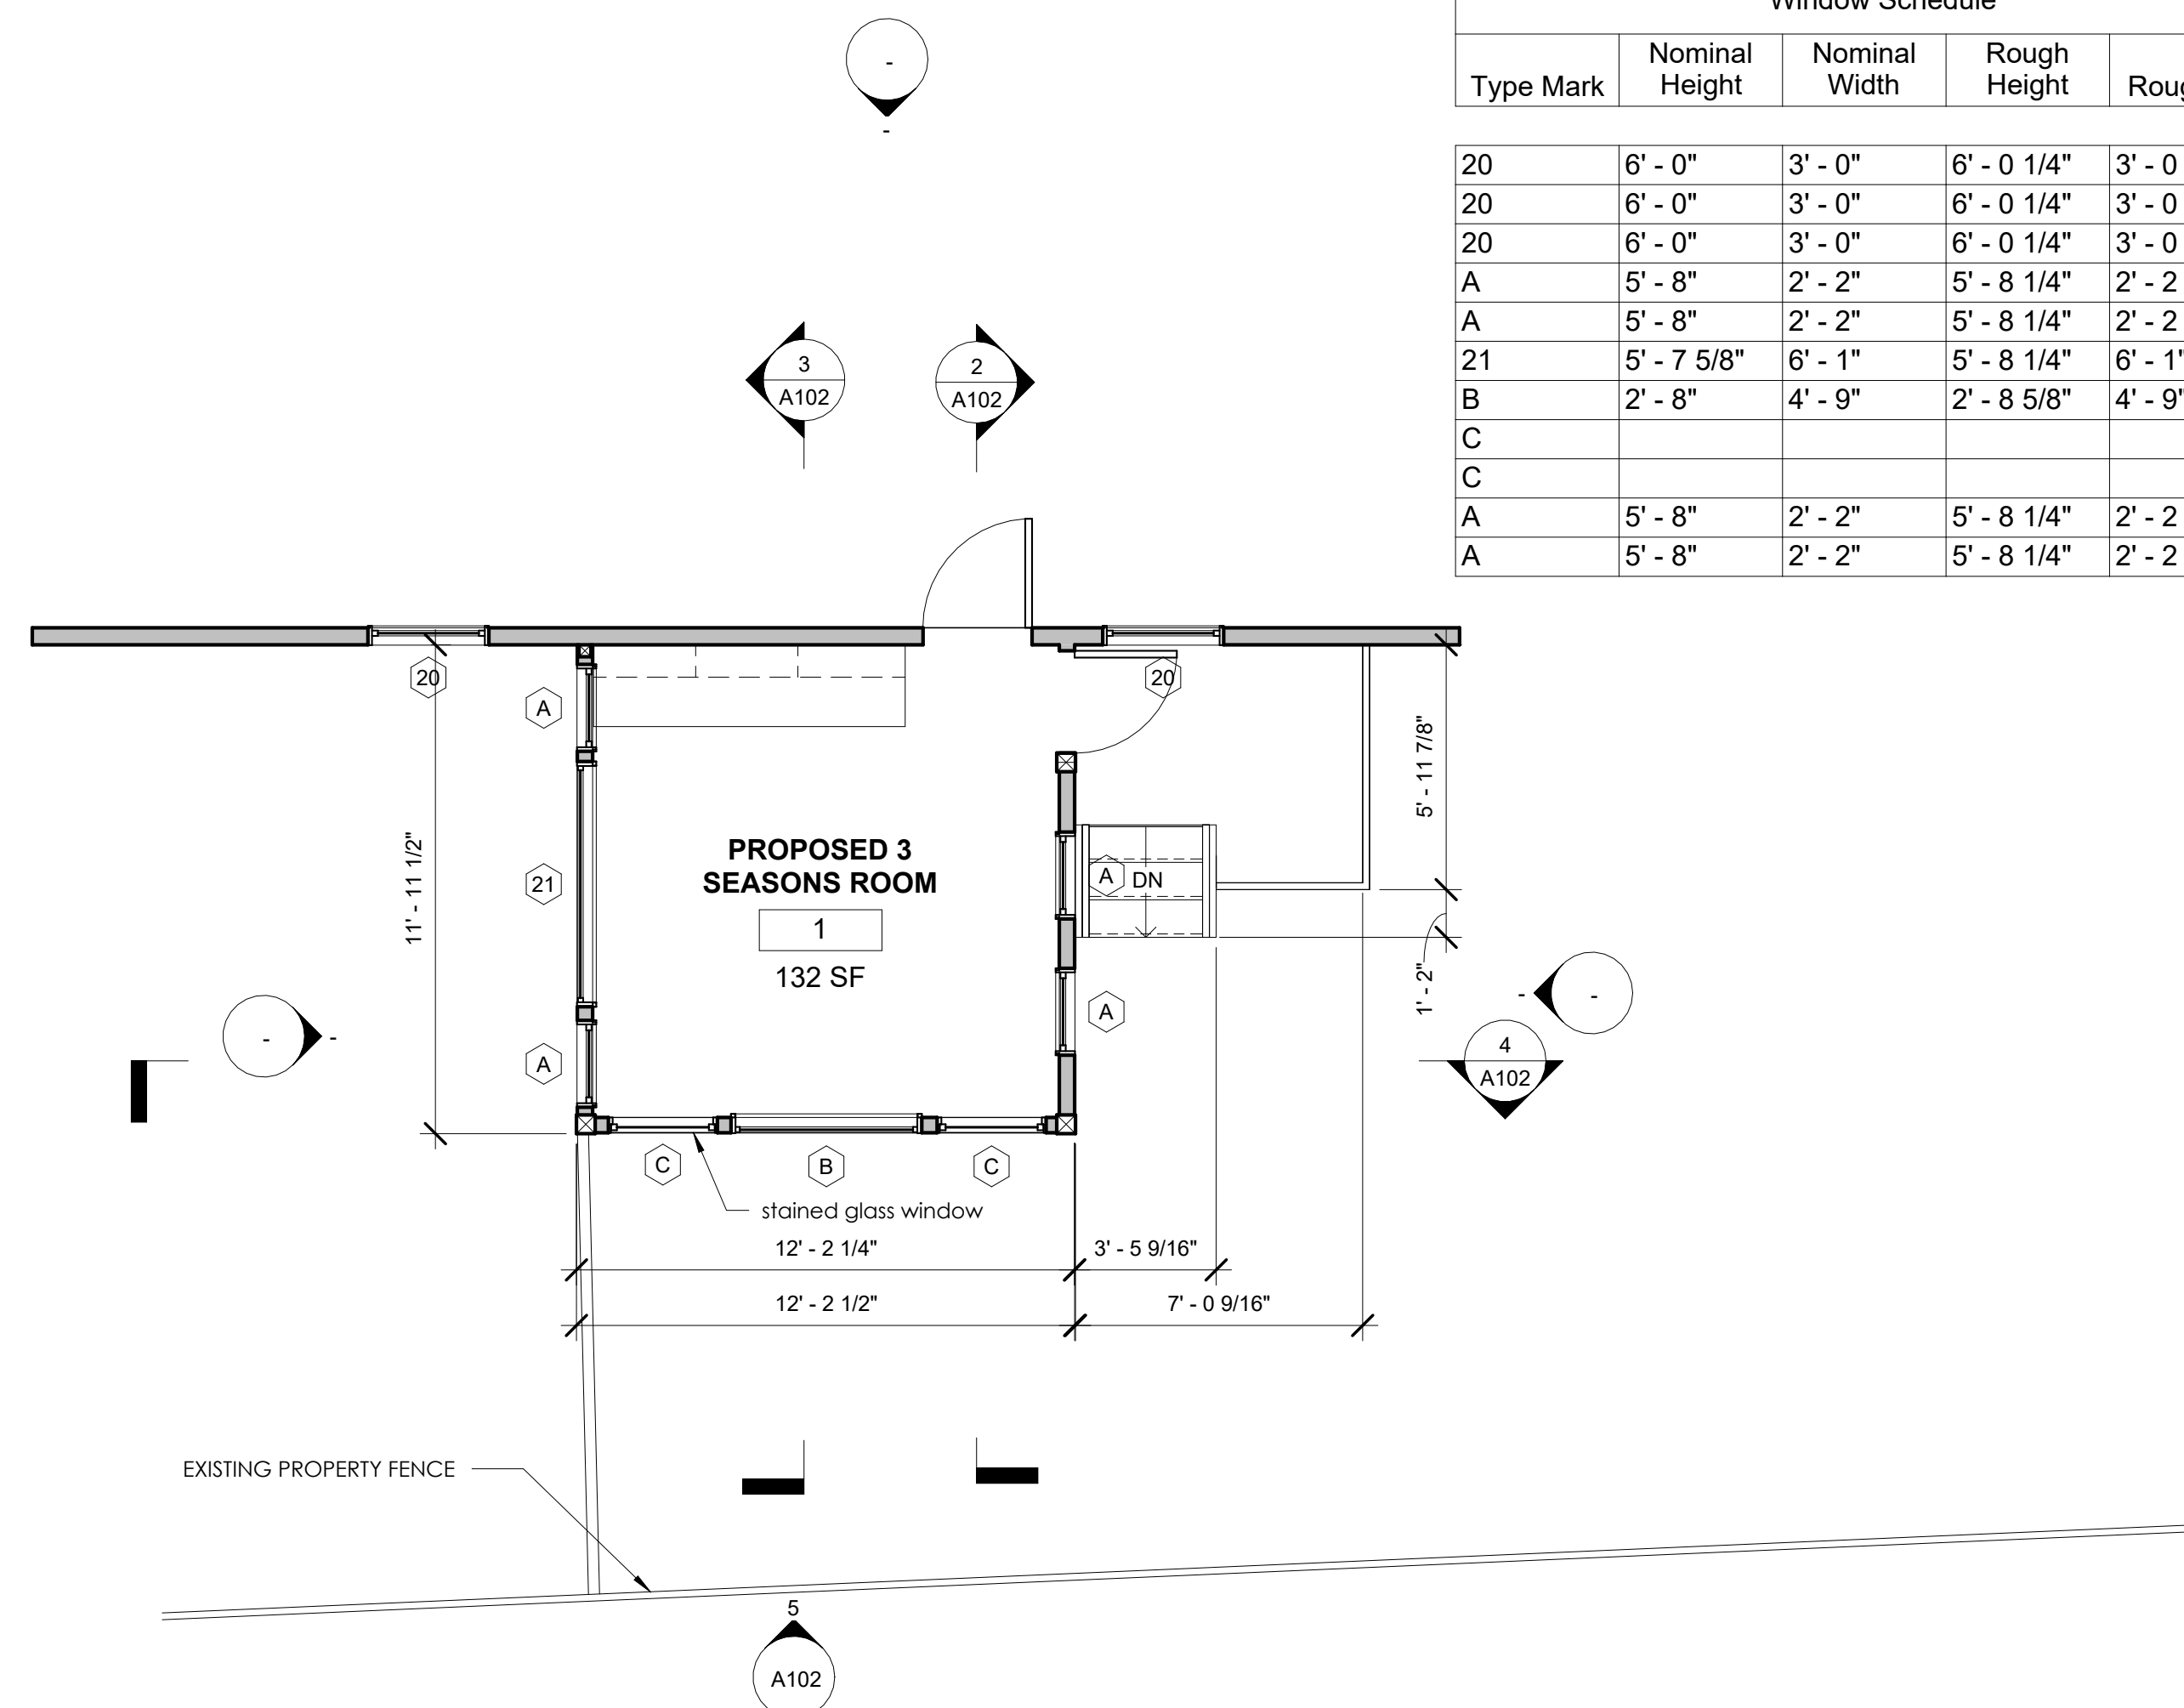 Window Schedule
Type Mark	Nominal Height	Nominal Width	Rough Height	Roug
20	6' - 0"	3' - 0"	6' - 0 1/4"	3' - 0
20	6' - 0"	3' - 0"	6' - 0 1/4"	3' - 0
20	6' - 0"	3' - 0"	6' - 0 1/4"	3' - 0
A	5' - 8"	2' - 2"	5' - 8 1/4"	2' - 2
A	5' - 8"	2' - 2"	5' - 8 1/4"	2' - 2
21	5' - 7 5/8"	6' - 1"	5' - 8 1/4"	6' - 1"
B	2' - 8"	4' - 9"	2' - 8 5/8"	4' - 9"
C
C
A	5' - 8"	2' - 2"	5' - 8 1/4"	2' - 2
A	5' - 8"	2' - 2"	5' - 8 1/4"	2' - 2
-
-
3
A102
2
A102
20
A
20
5' - 11 7/8"
11' - 11 1/2"
21
PROPOSED 3
SEASONS ROOM
1
132 SF
A
DN
A
1' - 2"
- -
- -
4
A102
A
C
B
C
stained glass window
12' - 2 1/4"
3' - 5 9/16"
12' - 2 1/2"
7' - 0 9/16"
EXISTING PROPERTY FENCE
5
A102